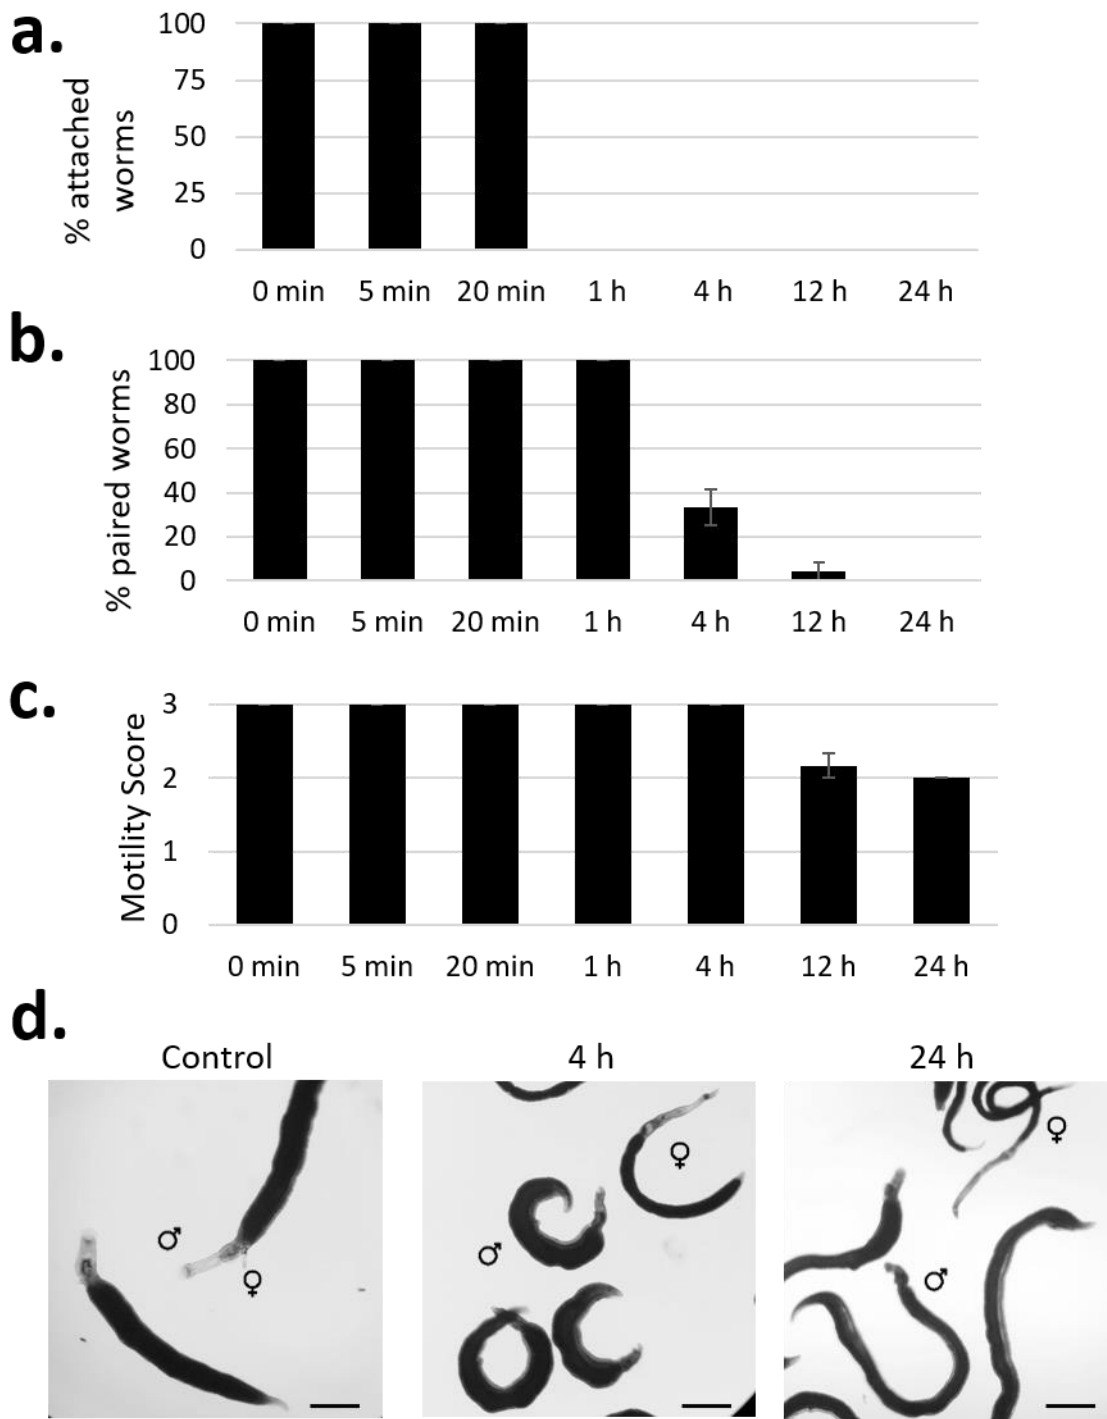 a.
% attached
worms
100
75
50
25
0
0 min 5 min 20 min 1 h 4 h 12 h 24 h
b.
% paired worms
100
80
60
40
20
0
0 min 5 min 20 min 1 h 4 h 12 h 24 h
c.
Motility Score
3
2
1
0
0 min 5 min 20 min 1 h 4 h 12 h 24 h
d.
Control 4 h 24 h
♀
♀
♂
♂
♀
♂